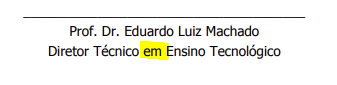 Prof. Dr. Eduardo Luiz Machado
Diretor Técnico em Ensino Tecnológico